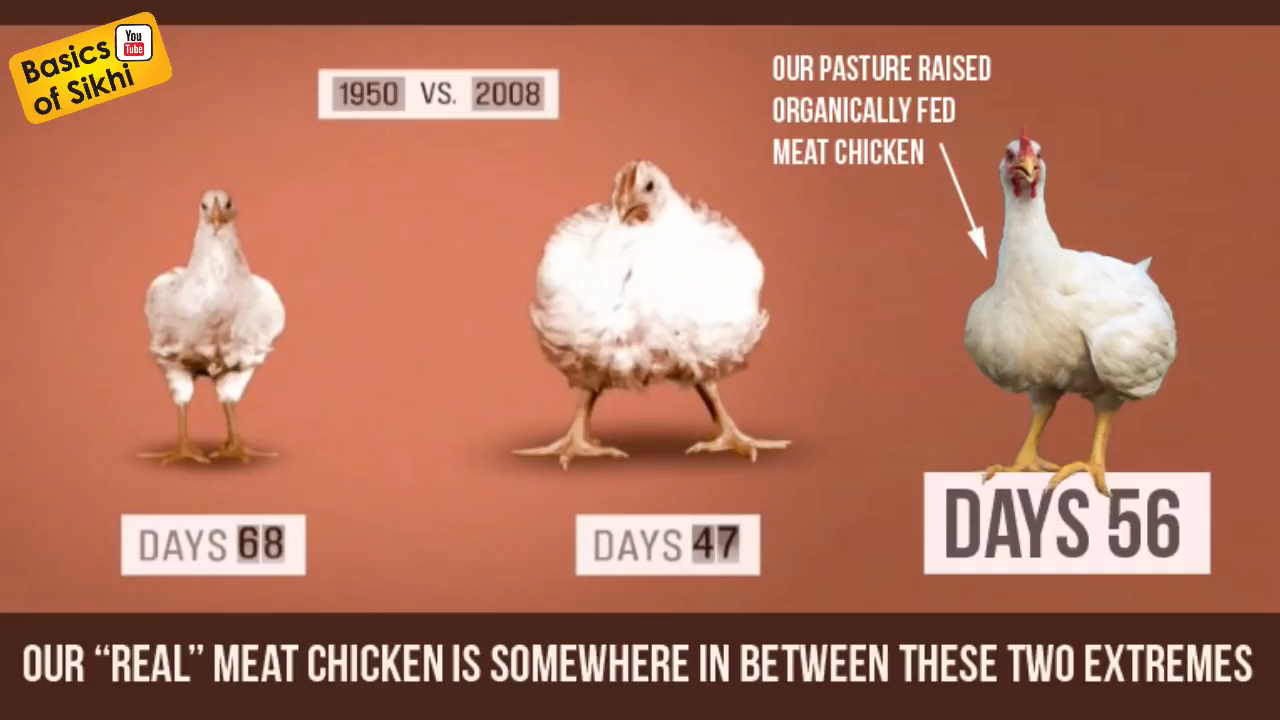 Basics
of Sikhi
You
Tube
1950 VS. 2008
OUR PASTURE RAISED
ORGANICALLY FED
MEAT CHICKEN
DAYS 68
DAYS 47
DAYS 56
OUR “REAL” MEAT CHICKEN IS SOMEWHERE IN BETWEEN THESE TWO EXTREMES